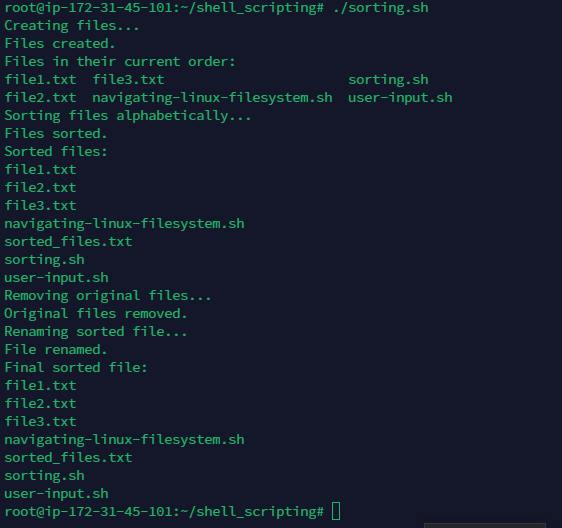 root@ip-172-31-45-101:~/shell_scripting# ./sorting.sh
Creating files...
Files created.
Files in their current order:
file1.txt  file3.txt                       sorting.sh
file2.txt  navigating-linux-filesystem.sh  user-input.sh
Sorting files alphabetically...
Files sorted.
Sorted files:
file1.txt
file2.txt
file3.txt
navigating-linux-filesystem.sh
sorted_files.txt
sorting.sh
user-input.sh
Removing original files...
Original files removed.
Renaming sorted file...
File renamed.
Final sorted file:
file1.txt
file2.txt
file3.txt
navigating-linux-filesystem.sh
sorted_files.txt
sorting.sh
user-input.sh
root@ip-172-31-45-101:~/shell_scripting#